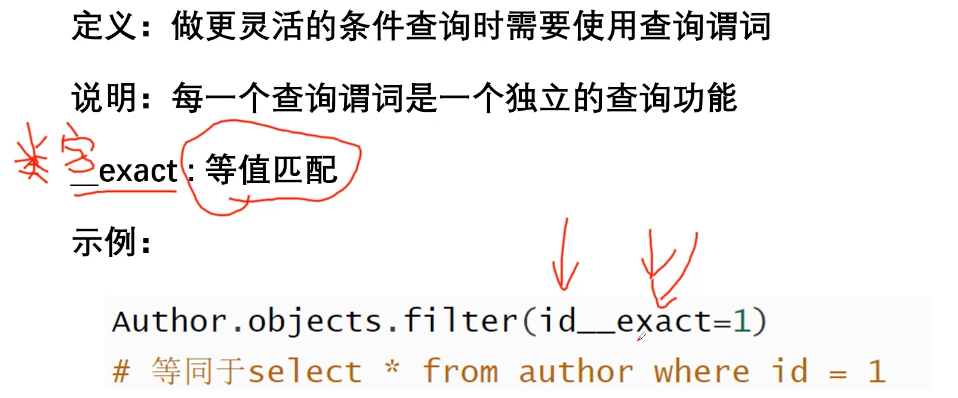 定义：做更灵活的条件查询时需要使用查询谓词
说明：每一个查询谓词是一个独立的查询功能
类字
__exact : 等值匹配
示例：
Author.objects.filter(id__exact=1)
# 等同于select * from author where id = 1